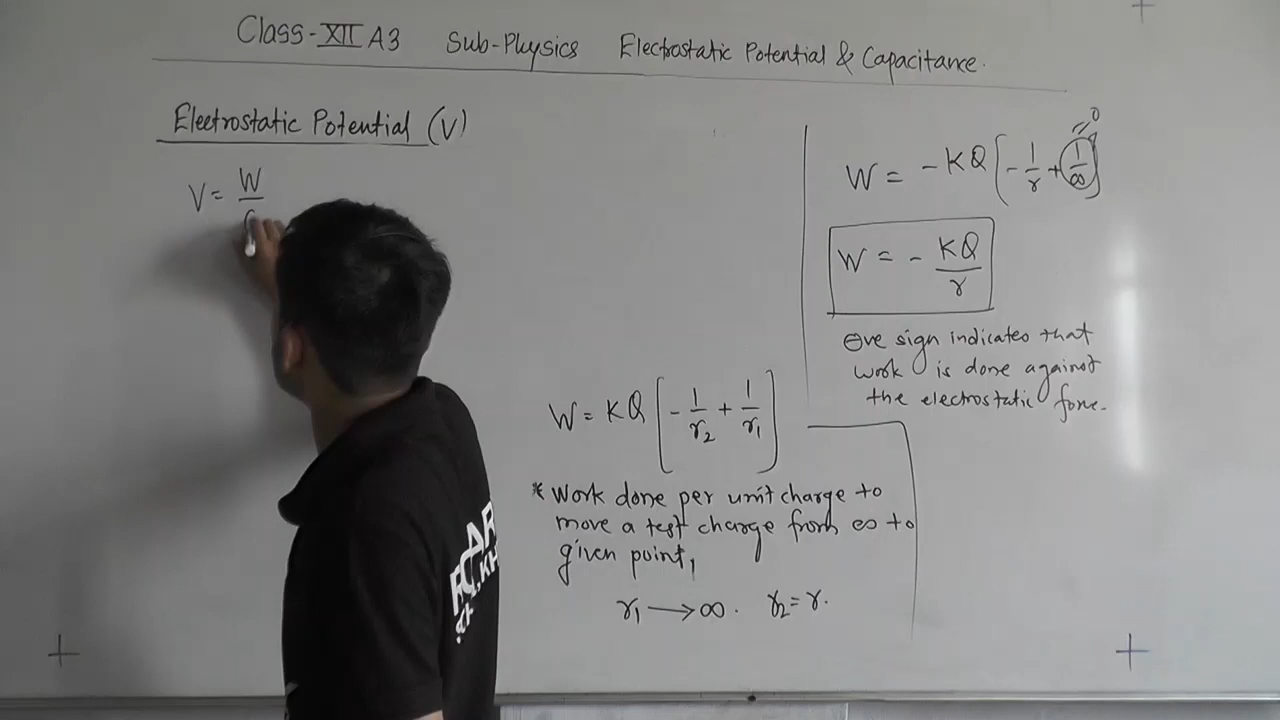 Class-XII A3 Sub-Physics Electrostatic Potential & Capacitance.
Electrostatic Potential (V)
V = W/
W = KQ [-1/r₂ + 1/r₁]
* Work done per unit charge to
move a test charge from ∞ to
given point,
r₁ → ∞. r₂ = r.
W = -KQ [-1/r + 1/∞] = 0
W = - KQ/r
⊖ve sign indicates that
work is done against
the electrostatic force.